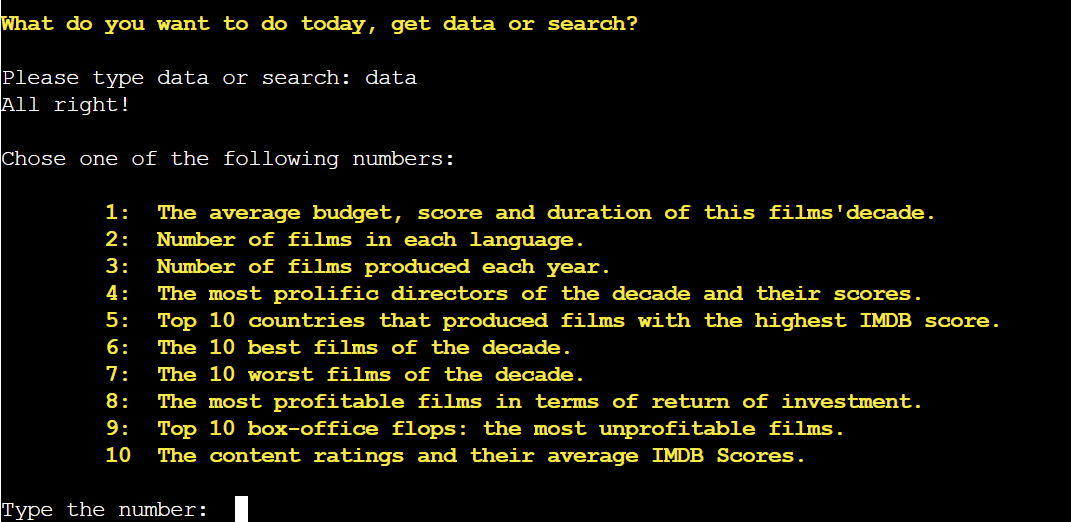 What do you want to do today, get data or search?
Please type data or search: data
All right!
Chose one of the following numbers:
1: The average budget, score and duration of this films'decade.
2: Number of films in each language.
3: Number of films produced each year.
4: The most prolific directors of the decade and their scores.
5: Top 10 countries that produced films with the highest IMDB score.
6: The 10 best films of the decade.
7: The 10 worst films of the decade.
8: The most profitable films in terms of return of investment.
9: Top 10 box-office flops: the most unprofitable films.
10 The content ratings and their average IMDB Scores.
Type the number: